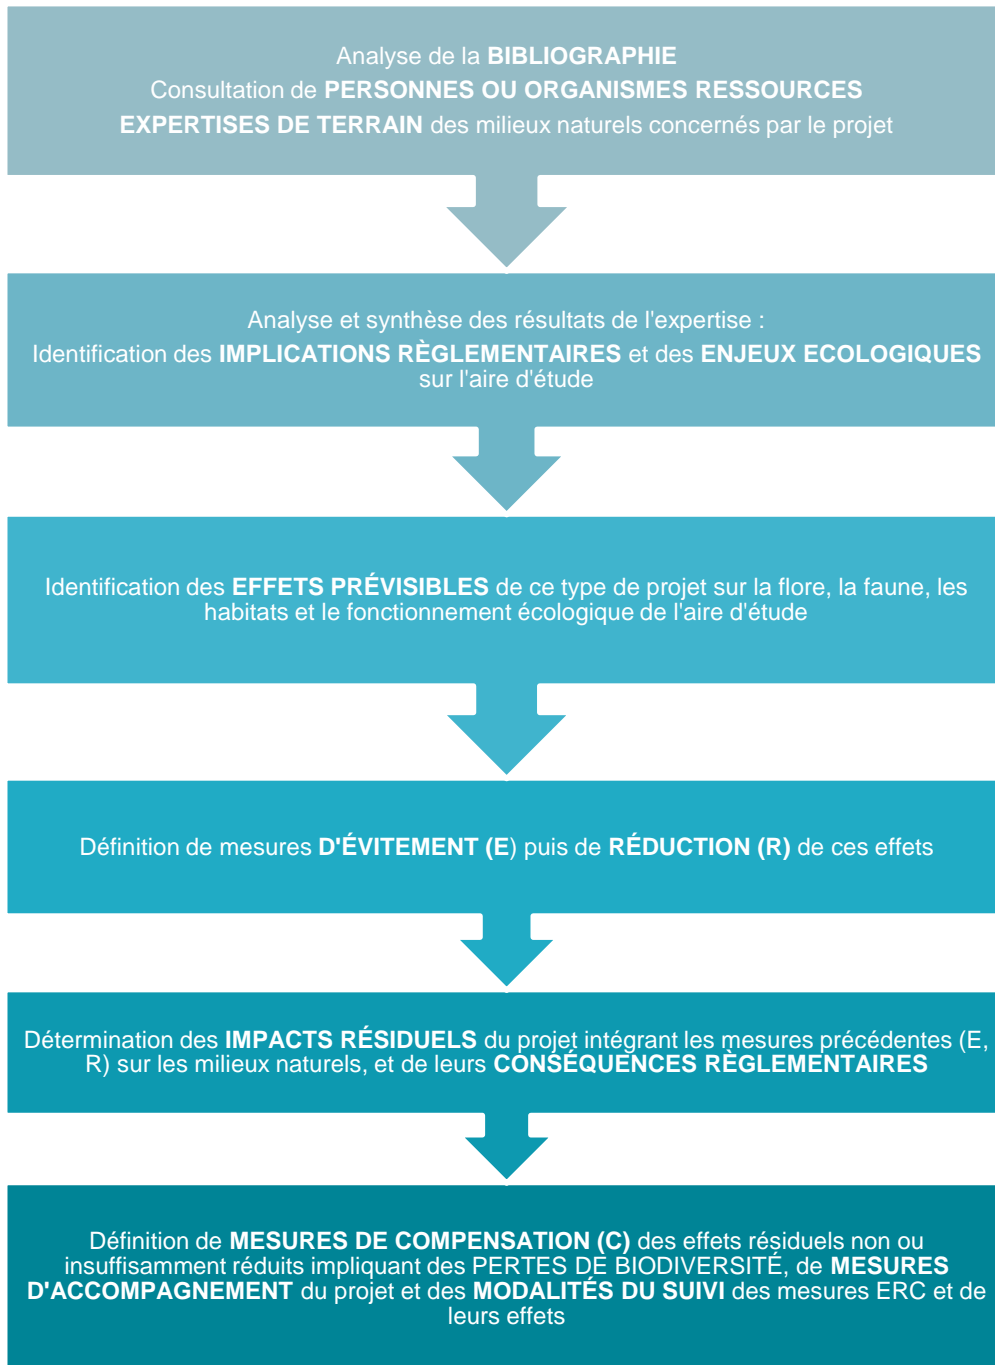 Analyse de la BIBLIOGRAPHIE
Consultation de PERSONNES OU ORGANISMES RESSOURCES
EXPERTISES DE TERRAIN des milieux naturels concernés par le projet
Analyse et synthèse des résultats de l'expertise :
Identification des IMPLICATIONS RÈGLEMENTAIRES et des ENJEUX ECOLOGIQUES
sur l'aire d'étude
Identification des EFFETS PRÉVISIBLES de ce type de projet sur la flore, la faune, les
habitats et le fonctionnement écologique de l'aire d'étude
Définition de mesures D'ÉVITEMENT (E) puis de RÉDUCTION (R) de ces effets
Détermination des IMPACTS RÉSIDUELS du projet intégrant les mesures précédentes (E,
R) sur les milieux naturels, et de leurs CONSÉQUENCES RÈGLEMENTAIRES
Définition de MESURES DE COMPENSATION (C) des effets résiduels non ou
insuffisamment réduits impliquant des PERTES DE BIODIVERSITÉ, de MESURES
D'ACCOMPAGNEMENT du projet et des MODALITÉS DU SUIVI des mesures ERC et de
leurs effets